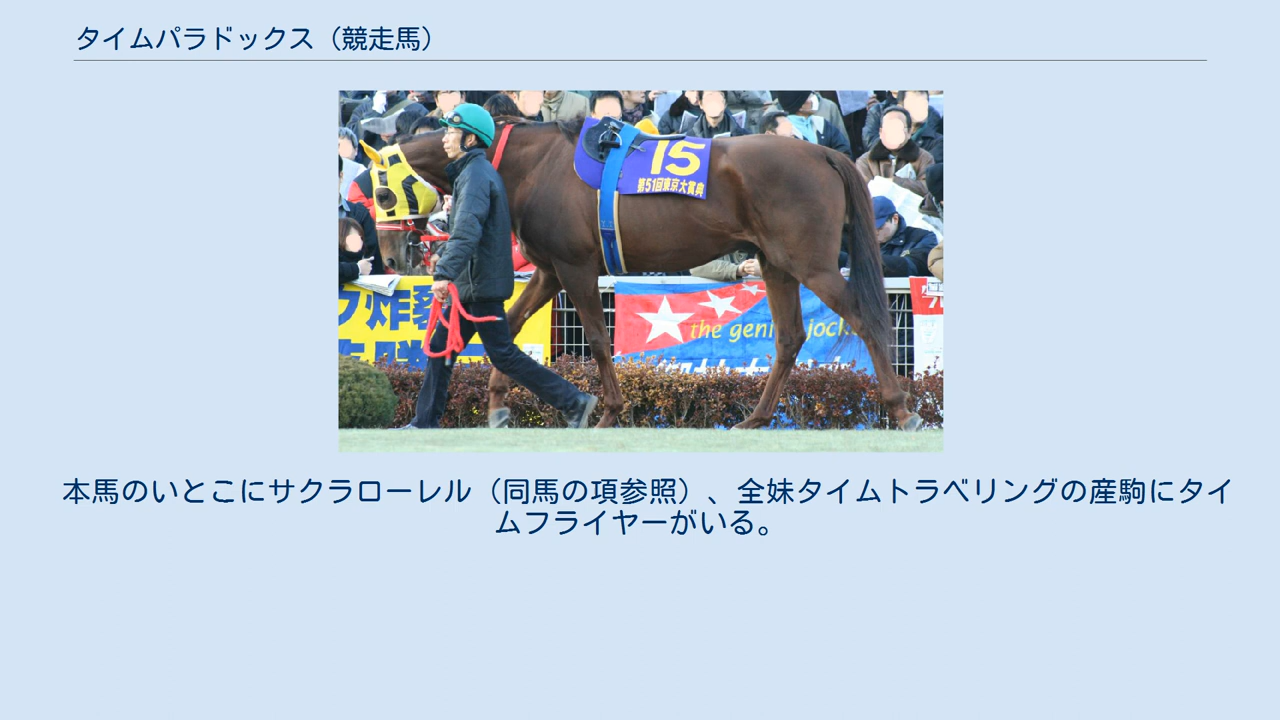 タイムパラドックス（競走馬）
15
第51回東京大賞典
炸裂
the geni
jock
本馬のいとこにサクラローレル（同馬の項参照）、全妹タイムトラベリングの産駒にタイ
ムフライヤーがいる。